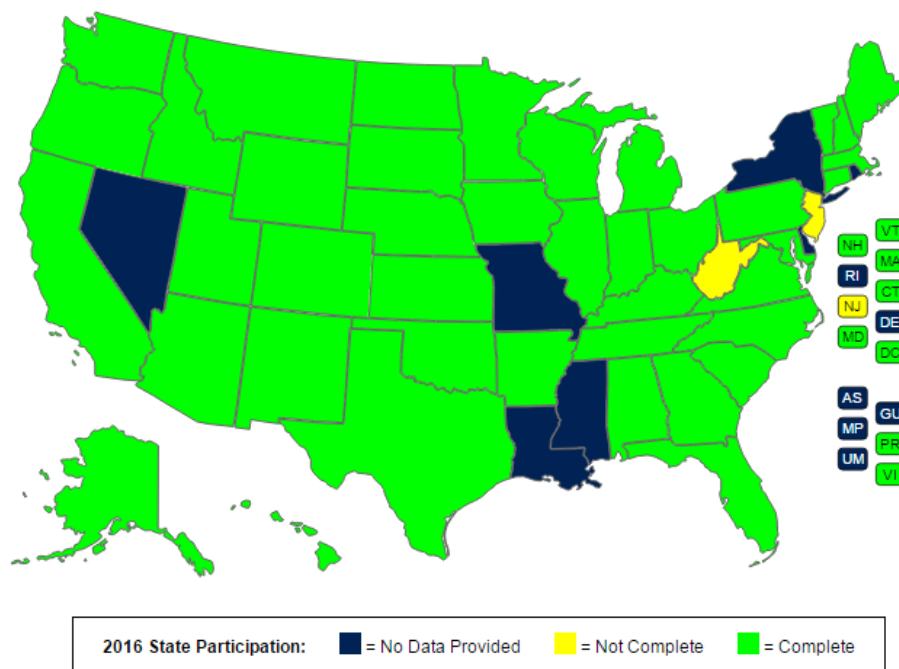 VT
NH
MA
RI
CT
NJ
DE
MD
DC
AS
GU
MP
PR
UM
VI
2016 State Participation: = No Data Provided = Not Complete = Complete